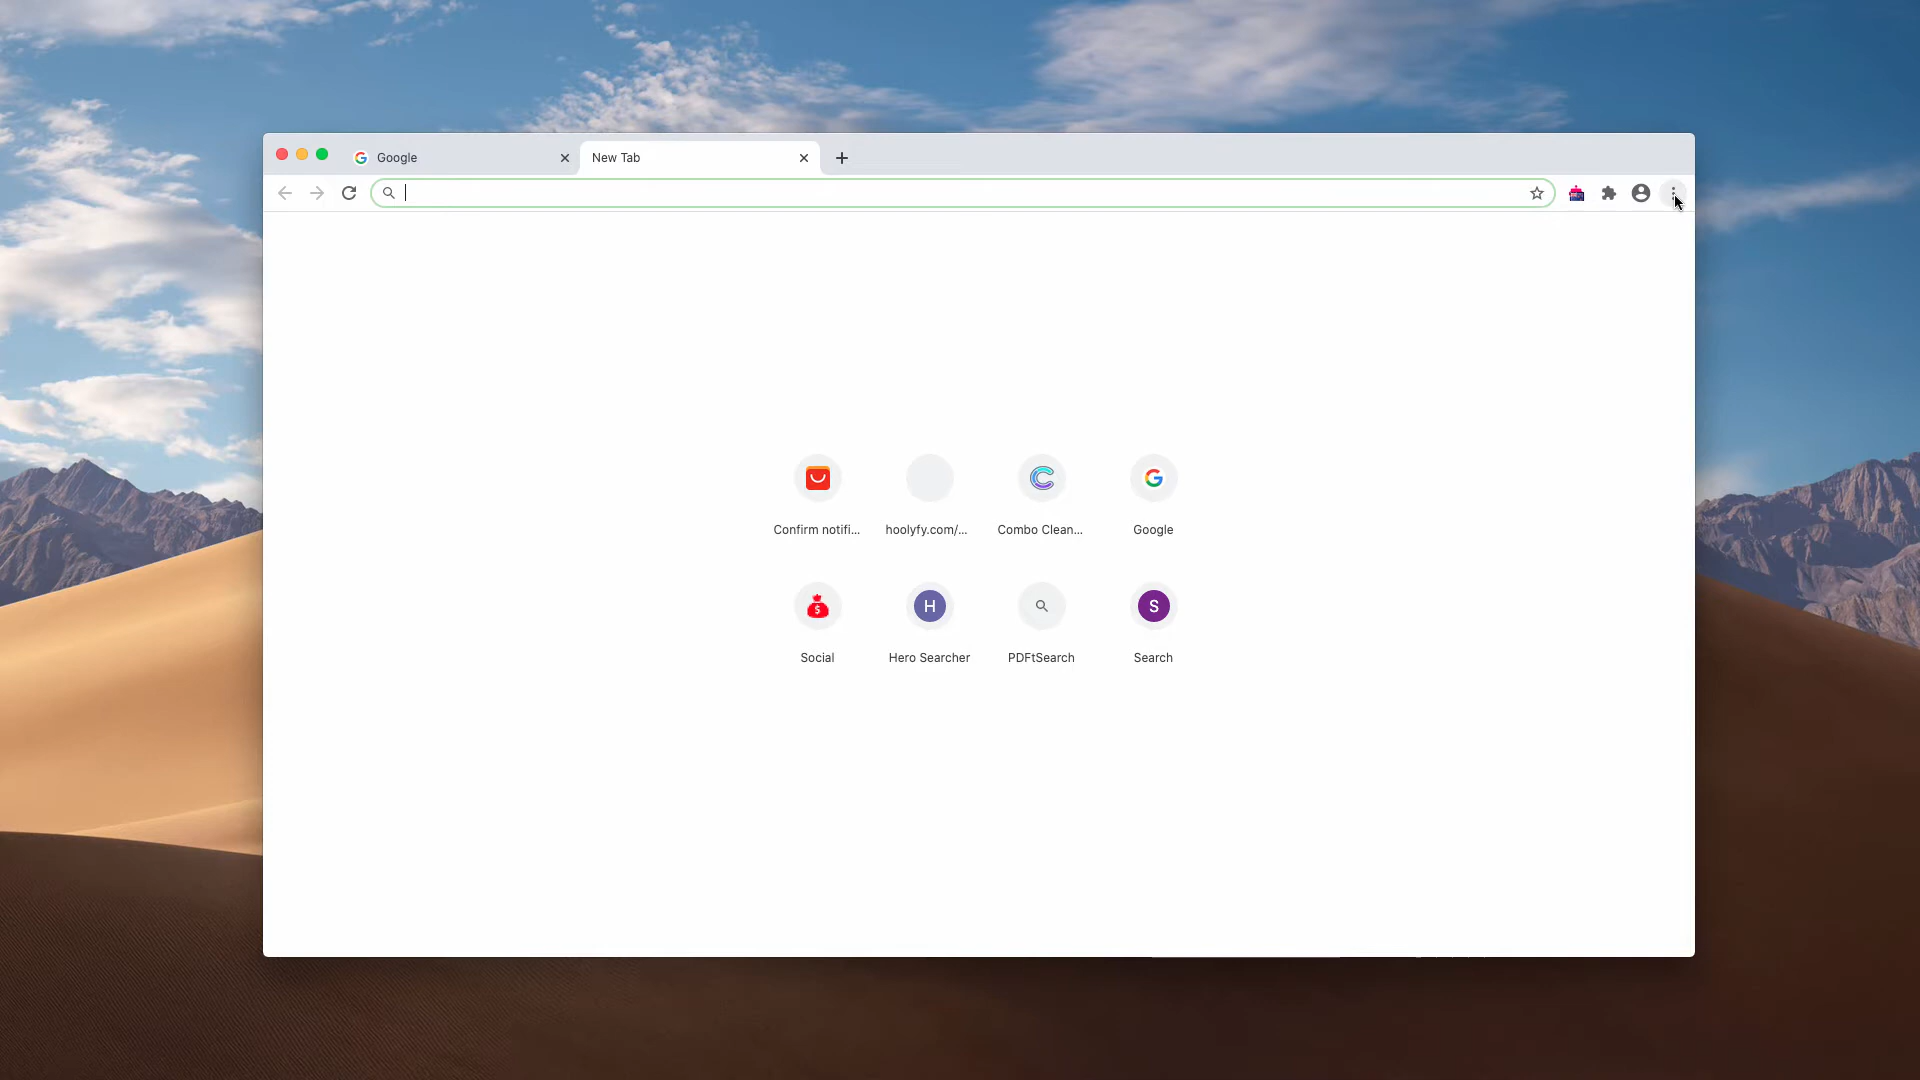 Google
New Tab
Confirm notifi...
hoolyfy.com/...
Combo Clean...
Google
$
H
S
Social
Hero Searcher
PDFtSearch
Search